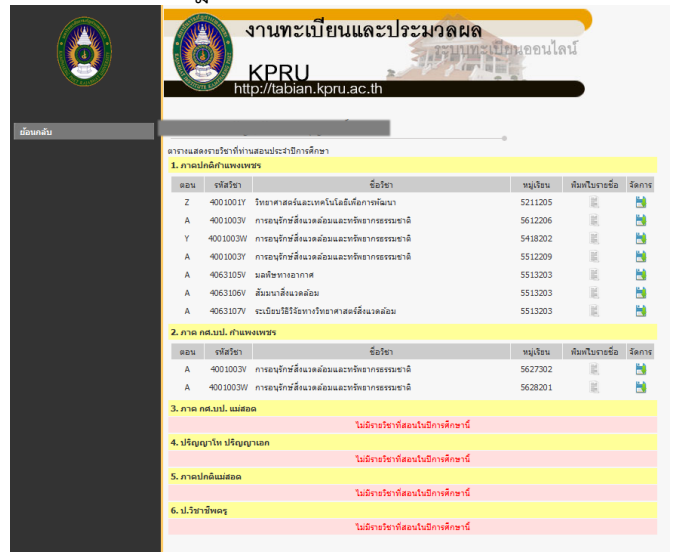 งานทะเบียนและประมวลผล
ระบบทะเบียนออนไลน์
KPRU
http://tabian.kpru.ac.th
ย้อนกลับ
ตารางแสดงรายวิชาที่ท่านสอนประจำปีการศึกษา
1. ภาคปกติกำแพงเพชร
ตอน รหัสวิชา ชื่อวิชา หมู่เรียน พิมพ์ใบรายชื่อ จัดการ
Z 4001001Y วิทยาศาสตร์และเทคโนโลยีเพื่อการพัฒนา 5211205
A 4001003V การอนุรักษ์สิ่งแวดล้อมและทรัพยากรธรรมชาติ 5612206
Y 4001003W การอนุรักษ์สิ่งแวดล้อมและทรัพยากรธรรมชาติ 5418202
A 4001003Y การอนุรักษ์สิ่งแวดล้อมและทรัพยากรธรรมชาติ 5512209
A 4063105V มลพิษทางอากาศ 5513203
A 4063106V สัมมนาสิ่งแวดล้อม 5513203
A 4063107V ระเบียบวิธีวิจัยทางวิทยาศาสตร์สิ่งแวดล้อม 5513203
2. ภาค กศ.บป. กำแพงเพชร
ตอน รหัสวิชา ชื่อวิชา หมู่เรียน พิมพ์ใบรายชื่อ จัดการ
A 4001003V การอนุรักษ์สิ่งแวดล้อมและทรัพยากรธรรมชาติ 5627302
A 4001003W การอนุรักษ์สิ่งแวดล้อมและทรัพยากรธรรมชาติ 5628201
3. ภาค กศ.บป. แม่สอด
ไม่มีรายวิชาที่สอนในปีการศึกษานี้
4. ปริญญาโท ปริญญาเอก
ไม่มีรายวิชาที่สอนในปีการศึกษานี้
5. ภาคปกติแม่สอด
ไม่มีรายวิชาที่สอนในปีการศึกษานี้
6. ป.วิชาชีพครู
ไม่มีรายวิชาที่สอนในปีการศึกษานี้